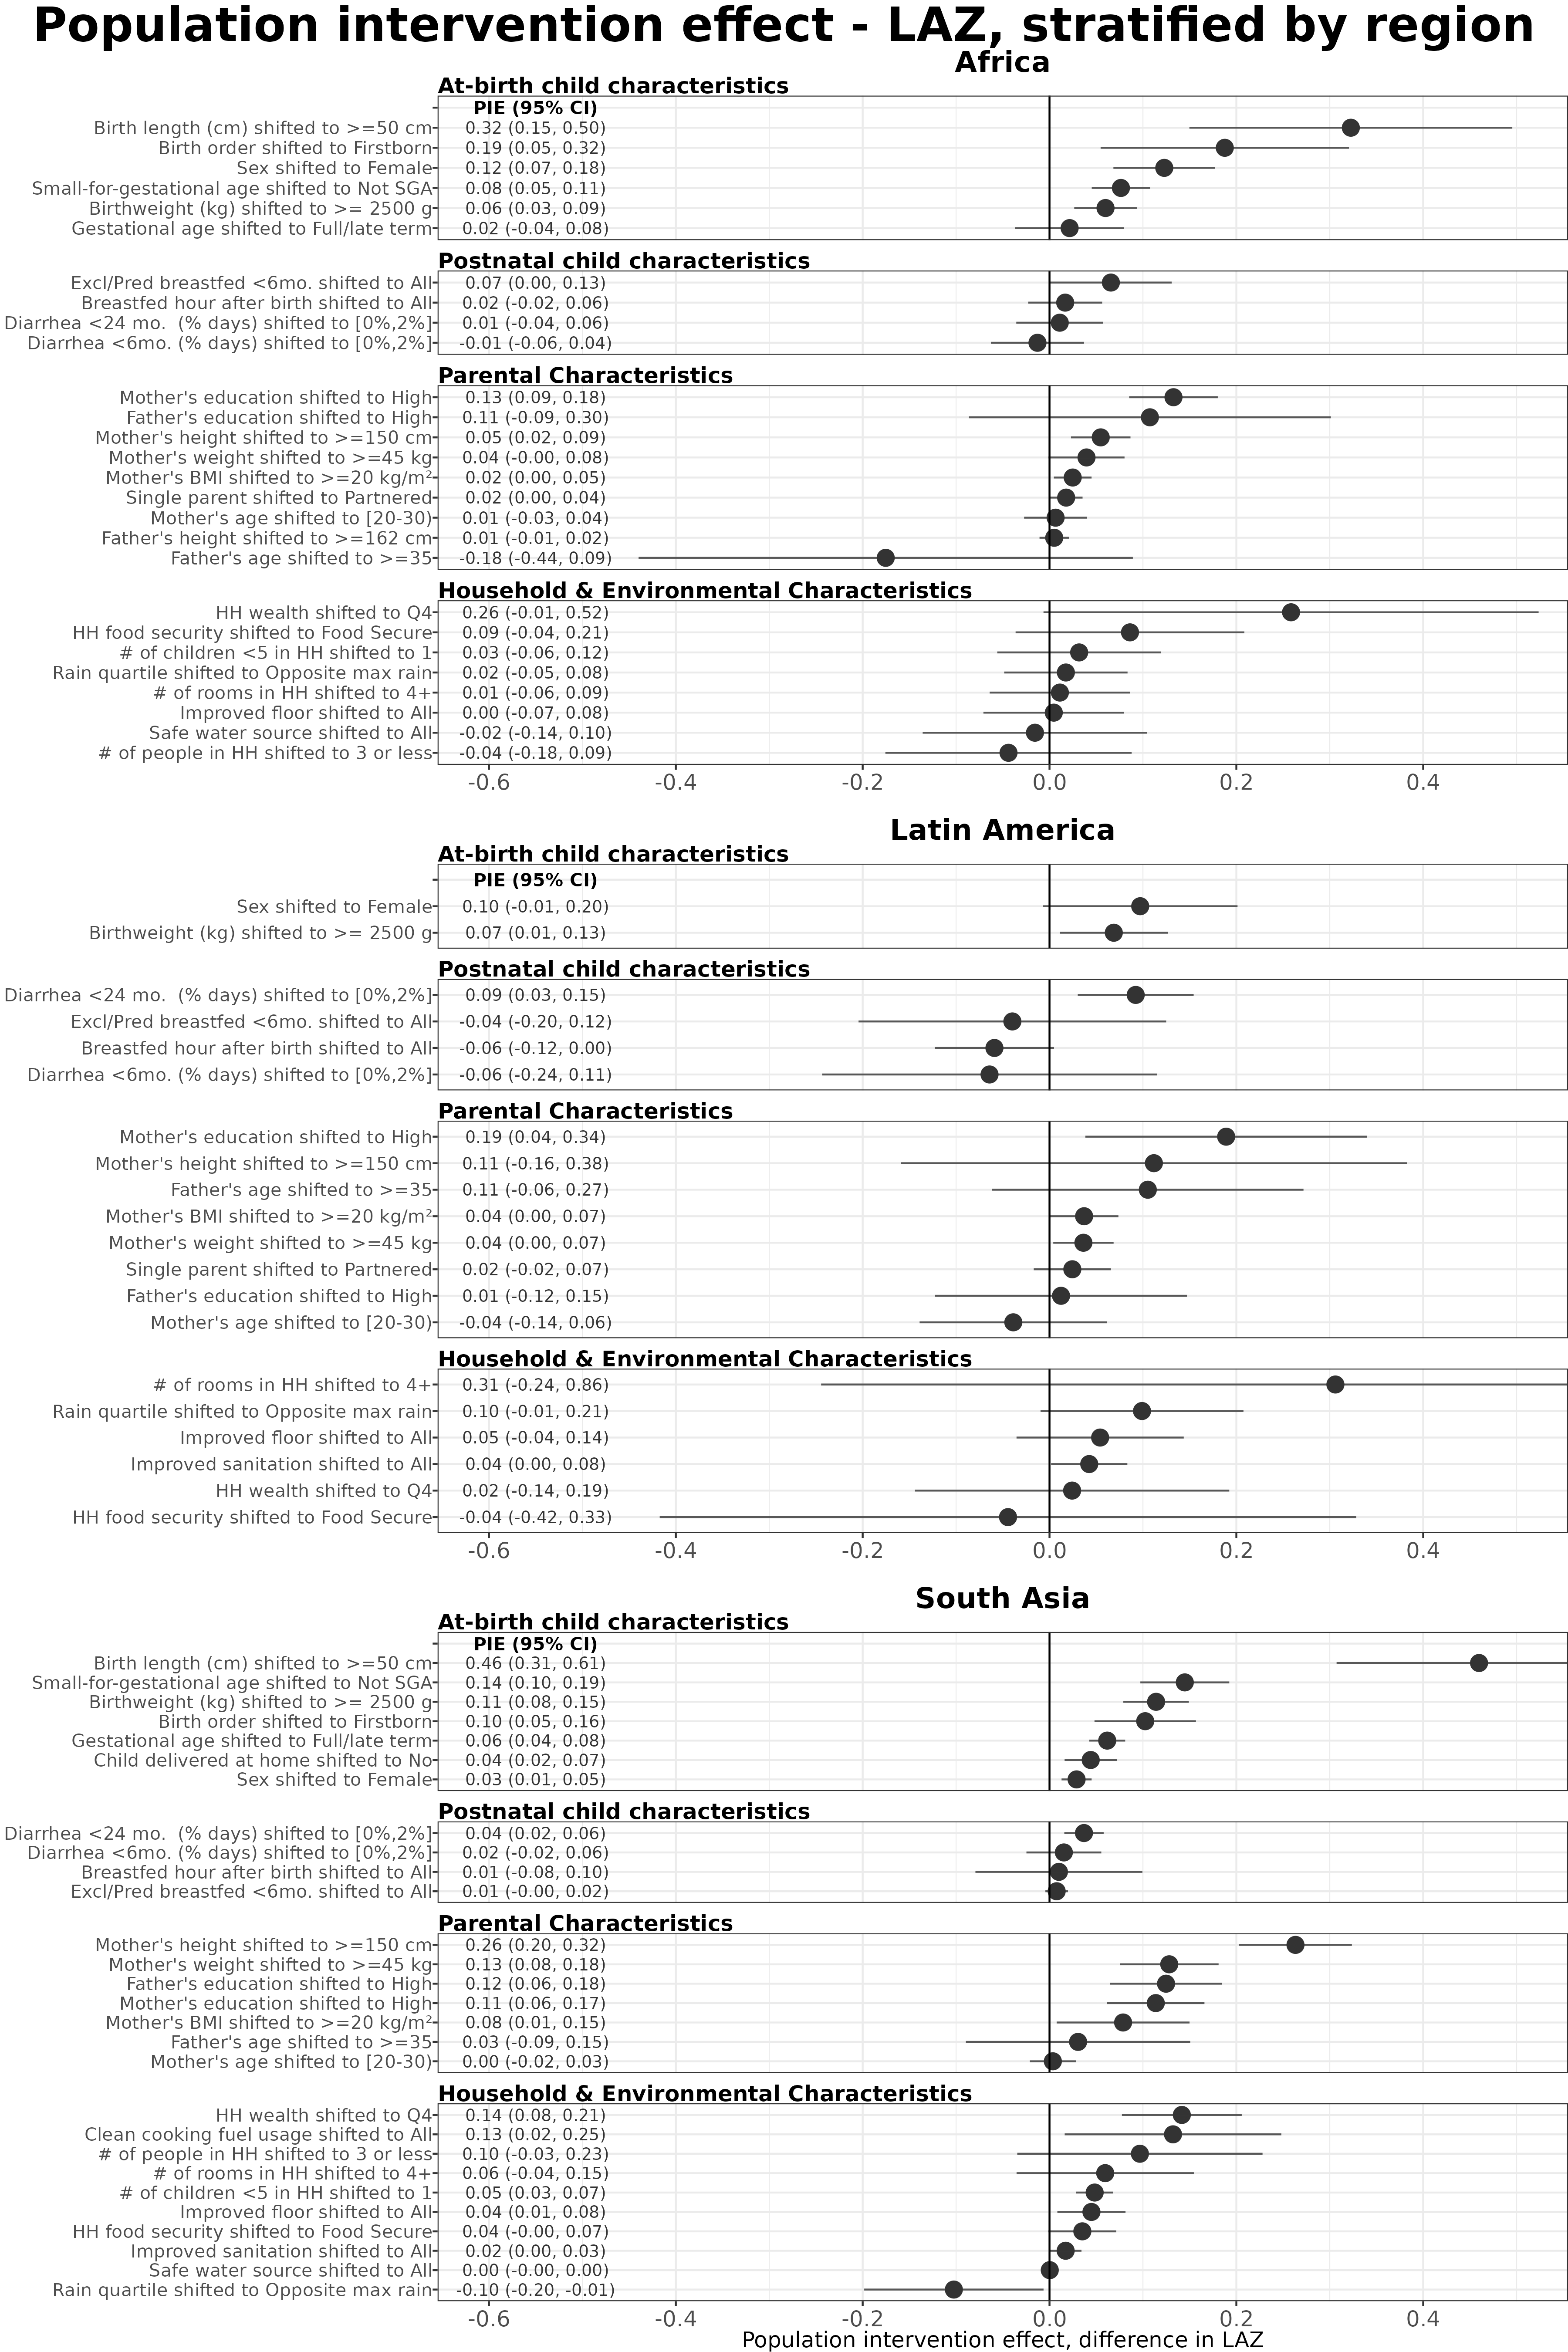 Population intervention effect - LAZ, stratified by region
Africa
At-birth child characteristics
PIE (95% CI)
Birth length (cm) shifted to >=50 cm 0.32 (0.15, 0.50)
Birth order shifted to Firstborn 0.19 (0.05, 0.32)
Sex shifted to Female 0.12 (0.07, 0.18)
Small-for-gestational age shifted to Not SGA 0.08 (0.05, 0.11)
Birthweight (kg) shifted to >= 2500 g 0.06 (0.03, 0.09)
Gestational age shifted to Full/late term 0.02 (-0.04, 0.08)
Postnatal child characteristics
Excl/Pred breastfed <6mo. shifted to All 0.07 (0.00, 0.13)
Breastfed hour after birth shifted to All 0.02 (-0.02, 0.06)
Diarrhea <24 mo.  (% days) shifted to [0%,2%] 0.01 (-0.04, 0.06)
Diarrhea <6mo. (% days) shifted to [0%,2%] -0.01 (-0.06, 0.04)
Parental Characteristics
Mother's education shifted to High 0.13 (0.09, 0.18)
Father's education shifted to High 0.11 (-0.09, 0.30)
Mother's height shifted to >=150 cm 0.05 (0.02, 0.09)
Mother's weight shifted to >=45 kg 0.04 (-0.00, 0.08)
Mother's BMI shifted to >=20 kg/m² 0.02 (0.00, 0.05)
Single parent shifted to Partnered 0.02 (0.00, 0.04)
Mother's age shifted to [20-30) 0.01 (-0.03, 0.04)
Father's height shifted to >=162 cm 0.01 (-0.01, 0.02)
Father's age shifted to >=35 -0.18 (-0.44, 0.09)
Household & Environmental Characteristics
HH wealth shifted to Q4 0.26 (-0.01, 0.52)
HH food security shifted to Food Secure 0.09 (-0.04, 0.21)
# of children <5 in HH shifted to 1 0.03 (-0.06, 0.12)
Rain quartile shifted to Opposite max rain 0.02 (-0.05, 0.08)
# of rooms in HH shifted to 4+ 0.01 (-0.06, 0.09)
Improved floor shifted to All 0.00 (-0.07, 0.08)
Safe water source shifted to All -0.02 (-0.14, 0.10)
# of people in HH shifted to 3 or less -0.04 (-0.18, 0.09)
-0.6 -0.4 -0.2 0.0 0.2 0.4
Latin America
At-birth child characteristics
PIE (95% CI)
Sex shifted to Female 0.10 (-0.01, 0.20)
Birthweight (kg) shifted to >= 2500 g 0.07 (0.01, 0.13)
Postnatal child characteristics
Diarrhea <24 mo.  (% days) shifted to [0%,2%] 0.09 (0.03, 0.15)
Excl/Pred breastfed <6mo. shifted to All -0.04 (-0.20, 0.12)
Breastfed hour after birth shifted to All -0.06 (-0.12, 0.00)
Diarrhea <6mo. (% days) shifted to [0%,2%] -0.06 (-0.24, 0.11)
Parental Characteristics
Mother's education shifted to High 0.19 (0.04, 0.34)
Mother's height shifted to >=150 cm 0.11 (-0.16, 0.38)
Father's age shifted to >=35 0.11 (-0.06, 0.27)
Mother's BMI shifted to >=20 kg/m² 0.04 (0.00, 0.07)
Mother's weight shifted to >=45 kg 0.04 (0.00, 0.07)
Single parent shifted to Partnered 0.02 (-0.02, 0.07)
Father's education shifted to High 0.01 (-0.12, 0.15)
Mother's age shifted to [20-30) -0.04 (-0.14, 0.06)
Household & Environmental Characteristics
# of rooms in HH shifted to 4+ 0.31 (-0.24, 0.86)
Rain quartile shifted to Opposite max rain 0.10 (-0.01, 0.21)
Improved floor shifted to All 0.05 (-0.04, 0.14)
Improved sanitation shifted to All 0.04 (0.00, 0.08)
HH wealth shifted to Q4 0.02 (-0.14, 0.19)
HH food security shifted to Food Secure -0.04 (-0.42, 0.33)
-0.6 -0.4 -0.2 0.0 0.2 0.4
South Asia
At-birth child characteristics
PIE (95% CI)
Birth length (cm) shifted to >=50 cm 0.46 (0.31, 0.61)
Small-for-gestational age shifted to Not SGA 0.14 (0.10, 0.19)
Birthweight (kg) shifted to >= 2500 g 0.11 (0.08, 0.15)
Birth order shifted to Firstborn 0.10 (0.05, 0.16)
Gestational age shifted to Full/late term 0.06 (0.04, 0.08)
Child delivered at home shifted to No 0.04 (0.02, 0.07)
Sex shifted to Female 0.03 (0.01, 0.05)
Postnatal child characteristics
Diarrhea <24 mo.  (% days) shifted to [0%,2%] 0.04 (0.02, 0.06)
Diarrhea <6mo. (% days) shifted to [0%,2%] 0.02 (-0.02, 0.06)
Breastfed hour after birth shifted to All 0.01 (-0.08, 0.10)
Excl/Pred breastfed <6mo. shifted to All 0.01 (-0.00, 0.02)
Parental Characteristics
Mother's height shifted to >=150 cm 0.26 (0.20, 0.32)
Mother's weight shifted to >=45 kg 0.13 (0.08, 0.18)
Father's education shifted to High 0.12 (0.06, 0.18)
Mother's education shifted to High 0.11 (0.06, 0.17)
Mother's BMI shifted to >=20 kg/m² 0.08 (0.01, 0.15)
Father's age shifted to >=35 0.03 (-0.09, 0.15)
Mother's age shifted to [20-30) 0.00 (-0.02, 0.03)
Household & Environmental Characteristics
HH wealth shifted to Q4 0.14 (0.08, 0.21)
Clean cooking fuel usage shifted to All 0.13 (0.02, 0.25)
# of people in HH shifted to 3 or less 0.10 (-0.03, 0.23)
# of rooms in HH shifted to 4+ 0.06 (-0.04, 0.15)
# of children <5 in HH shifted to 1 0.05 (0.03, 0.07)
Improved floor shifted to All 0.04 (0.01, 0.08)
HH food security shifted to Food Secure 0.04 (-0.00, 0.07)
Improved sanitation shifted to All 0.02 (0.00, 0.03)
Safe water source shifted to All 0.00 (-0.00, 0.00)
Rain quartile shifted to Opposite max rain -0.10 (-0.20, -0.01)
-0.6 -0.4 -0.2 0.0 0.2 0.4
Population intervention effect, difference in LAZ